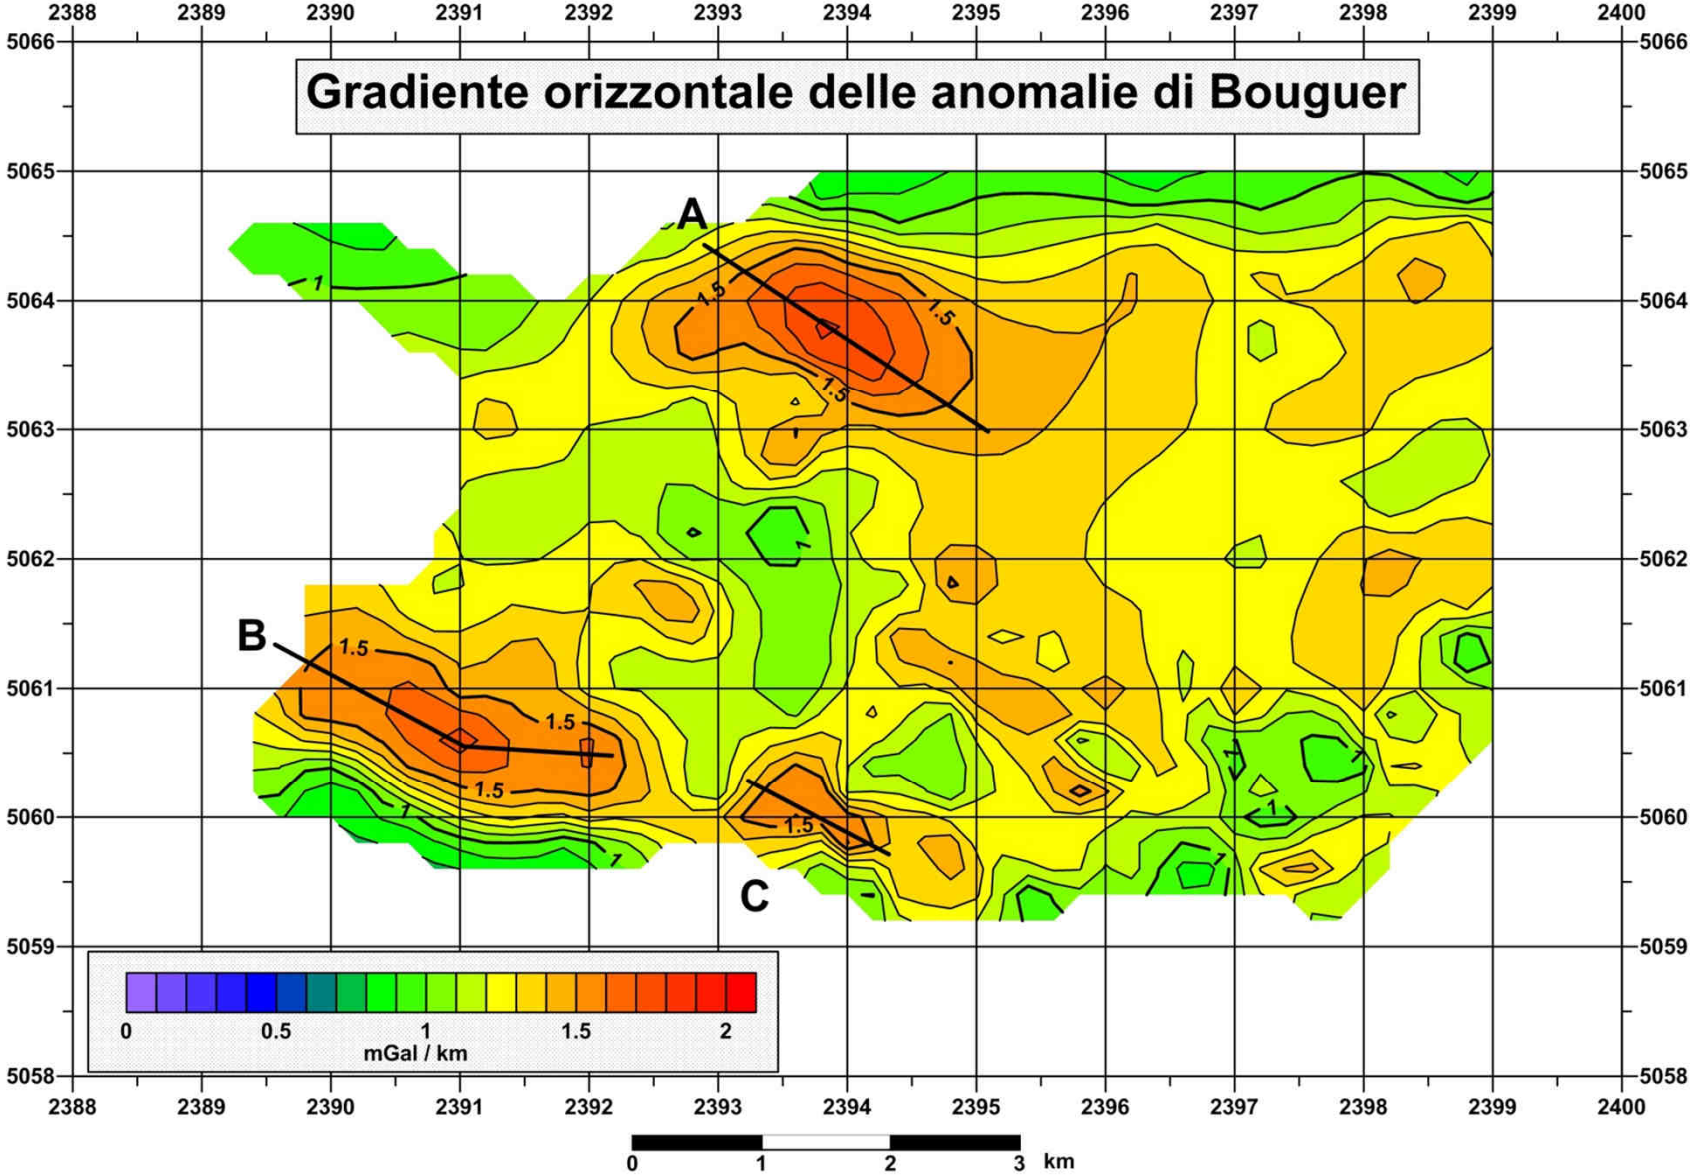 2388 2389 2390 2391 2392 2393 2394 2395 2396 2397 2398 2399 2400
5066 5066
Gradiente orizzontale delle anomalie di Bouguer
5065 5065
A
1
1.5
1.5
5064 5064
1.5
5063 5063
1
5062 5062
B
1.5
5061 5061
1.5
1
1
1.5
1
1
5060 5060
1.5
1
1
C
5059 5059
0 0.5 1 1.5 2
mGal / km
5058 5058
2388 2389 2390 2391 2392 2393 2394 2395 2396 2397 2398 2399 2400
0 1 2 3 km